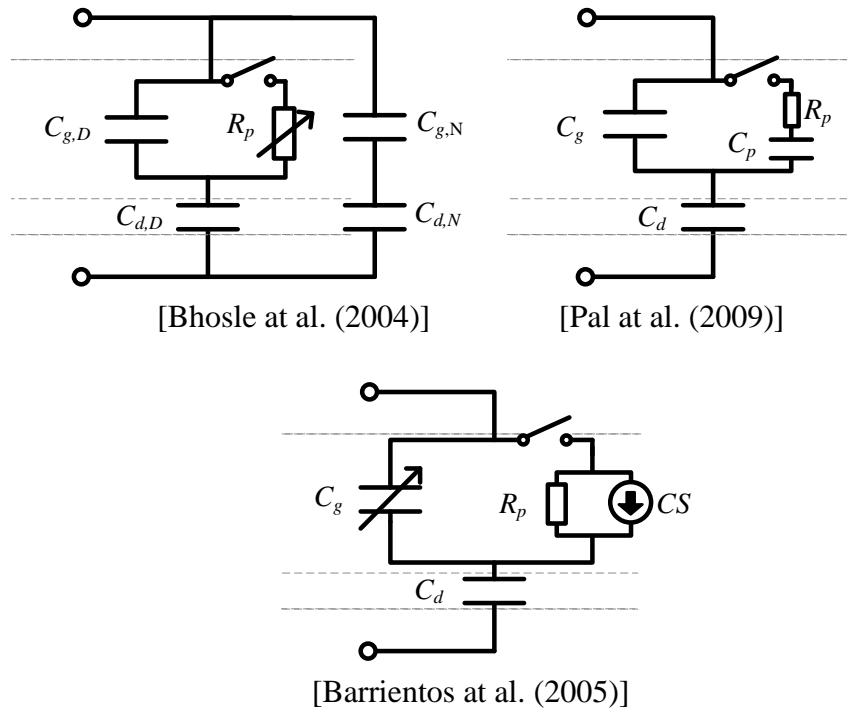 C_{g,D}
R_p
C_{g,N}
C_{d,D}
C_{d,N}
[Bhosle at al. (2004)]
C_g
R_p
C_p
C_d
[Pal at al. (2009)]
C_g
R_p
CS
C_d
[Barrientos at al. (2005)]